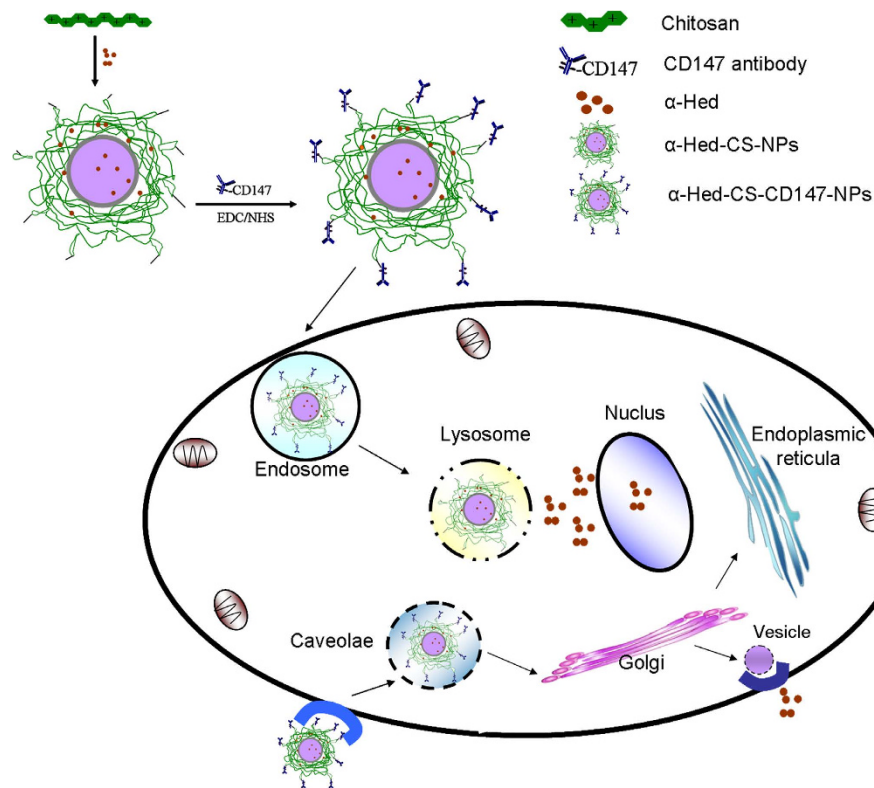 Chitosan
-CD147
CD147 antibody
α-Hed
α-Hed-CS-NPs
α-Hed-CS-CD147-NPs
-CD147
EDC/NHS
Endosome
Lysosome
Nuclus
Endoplasmic
reticula
Caveolae
Golgi
Vesicle